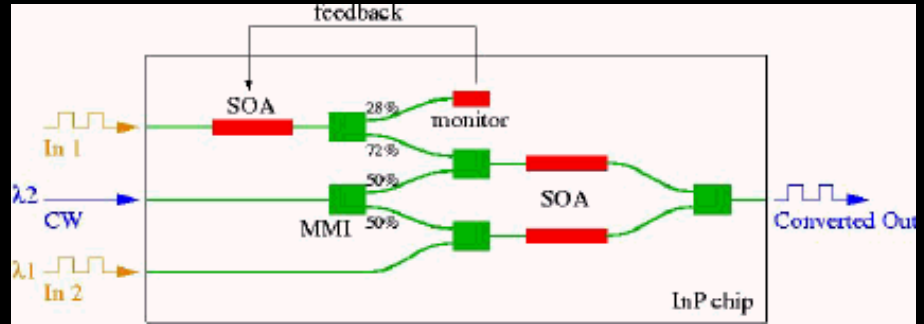 feedback
SOA
28%
monitor
In 1
72%
50%
λ2
CW
SOA
MMI
50%
Converted Out
λ1
In 2
InP chip